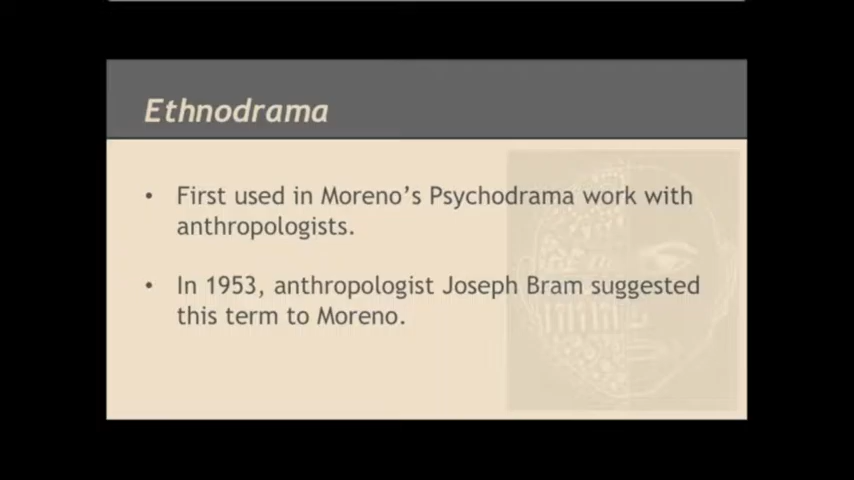 Ethnodrama
• First used in Moreno’s Psychodrama work with
anthropologists.
• In 1953, anthropologist Joseph Bram suggested
this term to Moreno.